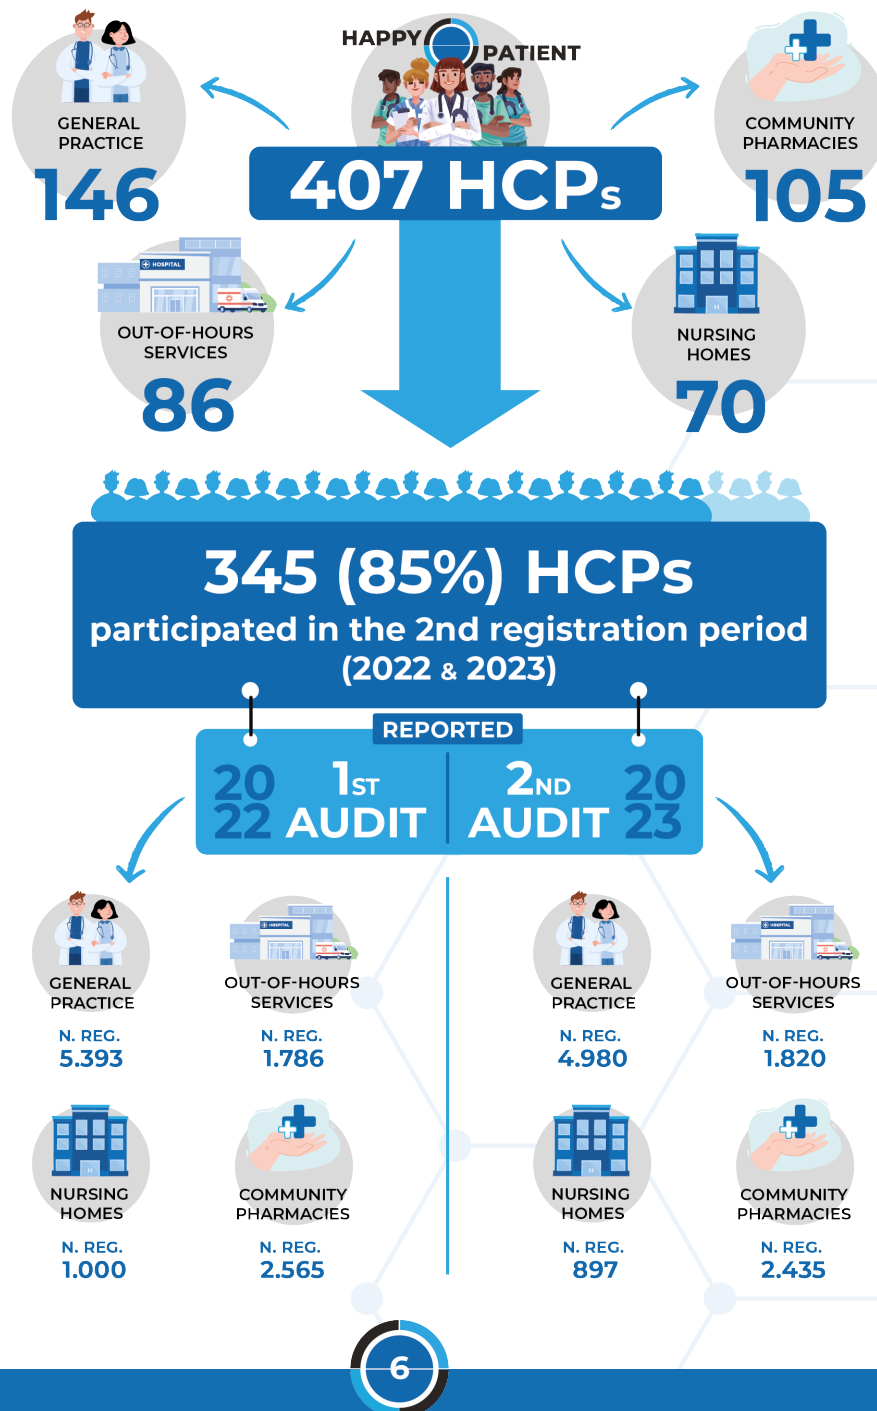 HAPPY
PATIENT
GENERAL
PRACTICE
146
407 HCPs
COMMUNITY
PHARMACIES
105
HOSPITAL
OUT-OF-HOURS
SERVICES
86
NURSING
HOMES
70
345 (85%) HCPs
participated in the 2nd registration period
(2022 & 2023)
REPORTED
2022
1ST
AUDIT
2ND
AUDIT
2023
GENERAL
PRACTICE
N. REG.
5.393
HOSPITAL
OUT-OF-HOURS
SERVICES
N. REG.
1.786
NURSING
HOMES
N. REG.
1.000
COMMUNITY
PHARMACIES
N. REG.
2.565
GENERAL
PRACTICE
N. REG.
4.980
HOSPITAL
OUT-OF-HOURS
SERVICES
N. REG.
1.820
NURSING
HOMES
N. REG.
897
COMMUNITY
PHARMACIES
N. REG.
2.435
6